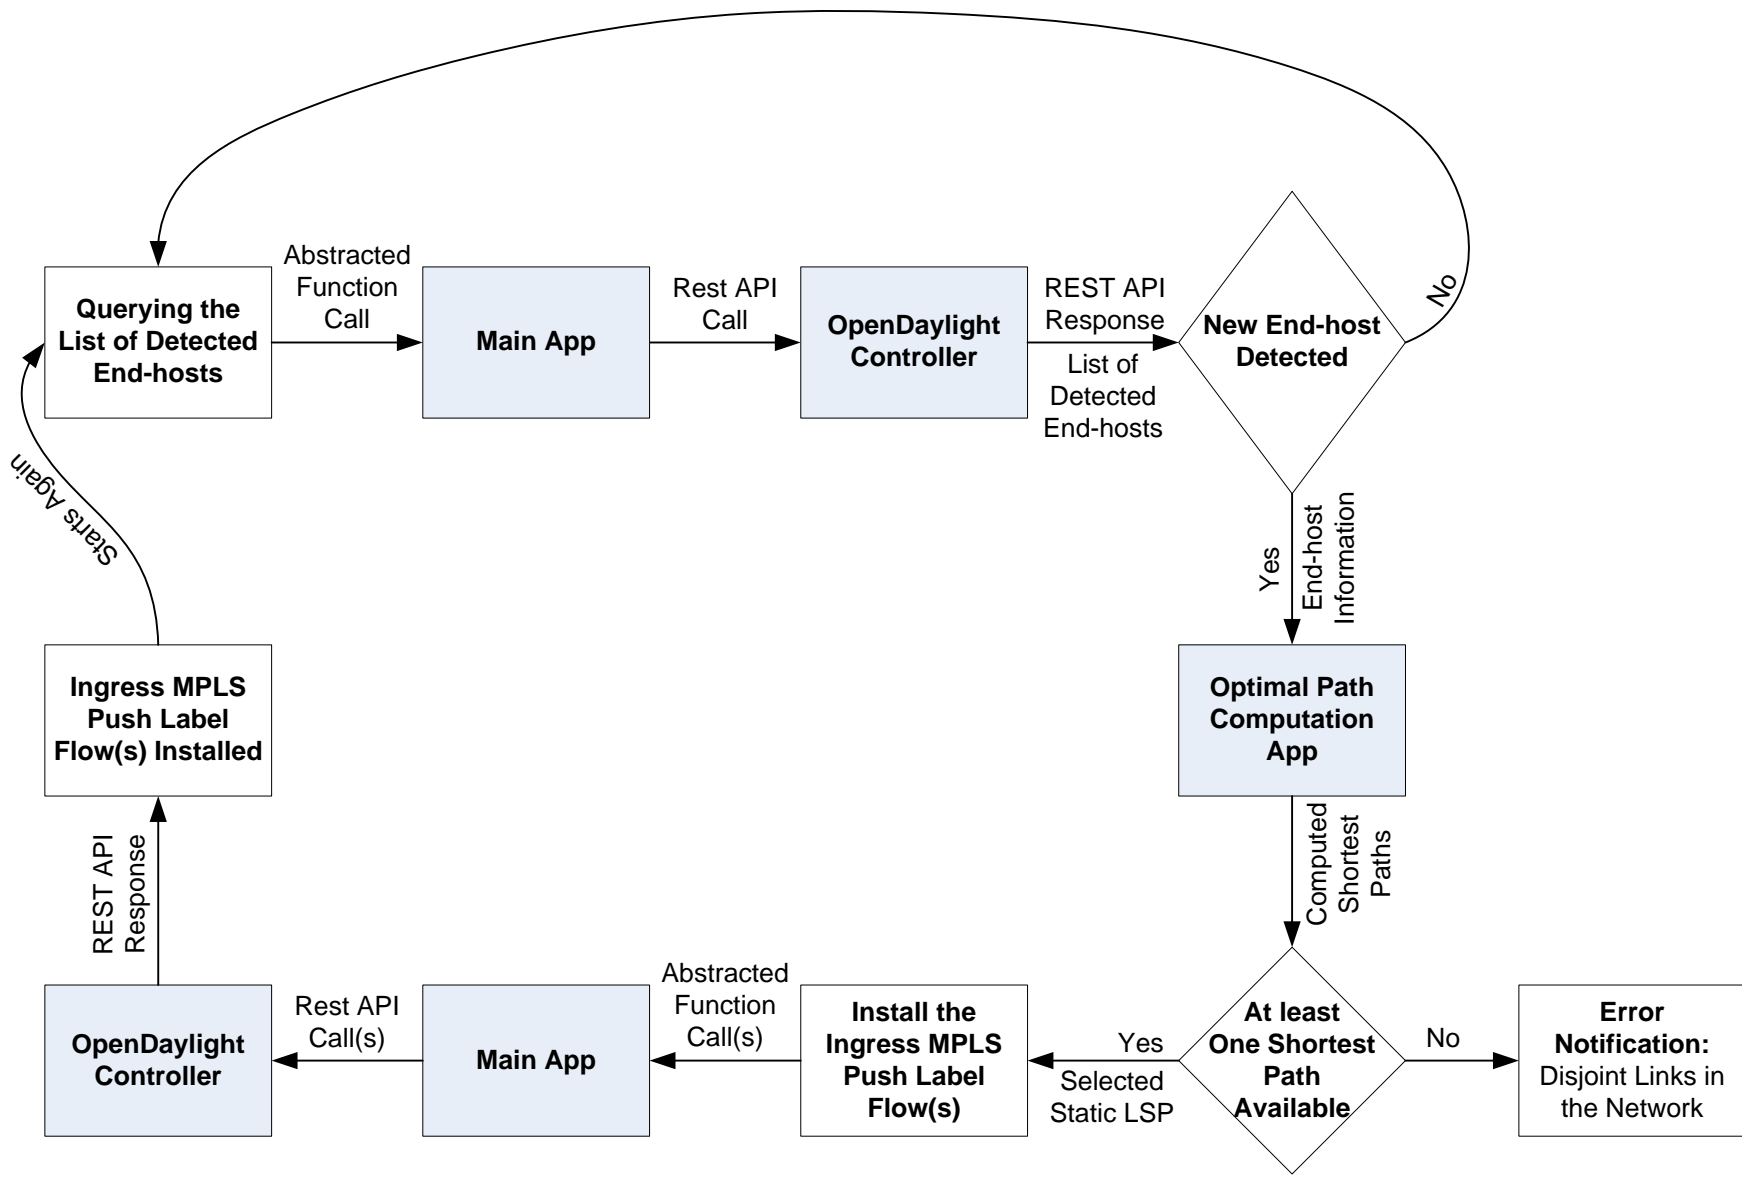 No
Querying the
List of Detected
End-hosts
Abstracted
Function
Call
Main App
Rest API
Call
OpenDaylight
Controller
REST API
Response
List of
Detected
End-hosts
New End-host
Detected
Starts Again
Yes
End-host
Information
Ingress MPLS
Push Label
Flow(s) Installed
Optimal Path
Computation
App
REST API
Response
Computed
Shortest
Paths
OpenDaylight
Controller
Rest API
Call(s)
Main App
Abstracted
Function
Call(s)
Install the
Ingress MPLS
Push Label
Flow(s)
Yes
Selected
Static LSP
At least
One Shortest
Path
Available
No
Error
Notification:
Disjoint Links in
the Network